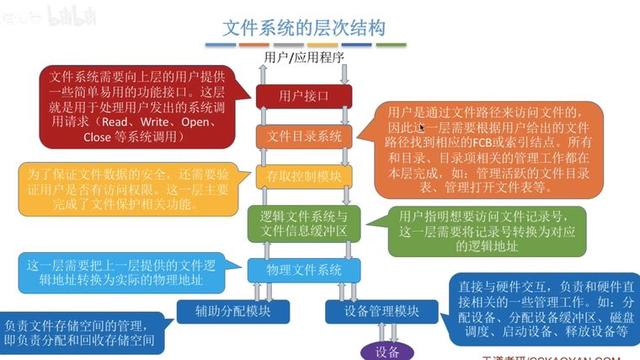 bilibili
文件系统的层次结构
用户/应用程序
文件系统需要向上层的用户提供
一些简单易用的功能接口。这层
就是用于处理用户发出的系统调
用请求（Read、Write、Open、
Close 等系统调用）
用户接口
文件目录系统
用户是通过文件路径来访问文件的，
因此这一层需要根据用户给出的文件
路径找到相应的FCB或索引结点。所有
和目录、目录项相关的管理工作都在
本层完成，如：管理活跃的文件目录
表、管理打开文件表等。
为了保证文件数据的安全，还需要验
证用户是否有访问权限。这一层主要
完成了文件保护相关功能。
存取控制模块
逻辑文件系统与
文件信息缓冲区
用户指明想要访问文件记录号，
这一层需要将记录号转换为对应
的逻辑地址
这一层需要把上一层提供的文件逻
辑地址转换为实际的物理地址
物理文件系统
辅助分配模块
设备管理模块
直接与硬件交互，负责和硬件直
接相关的一些管理工作。如：分
配设备、分配设备缓冲区、磁盘
调度、启动设备、释放设备等
负责文件存储空间的管理，
即负责分配和回收存储空间
设备